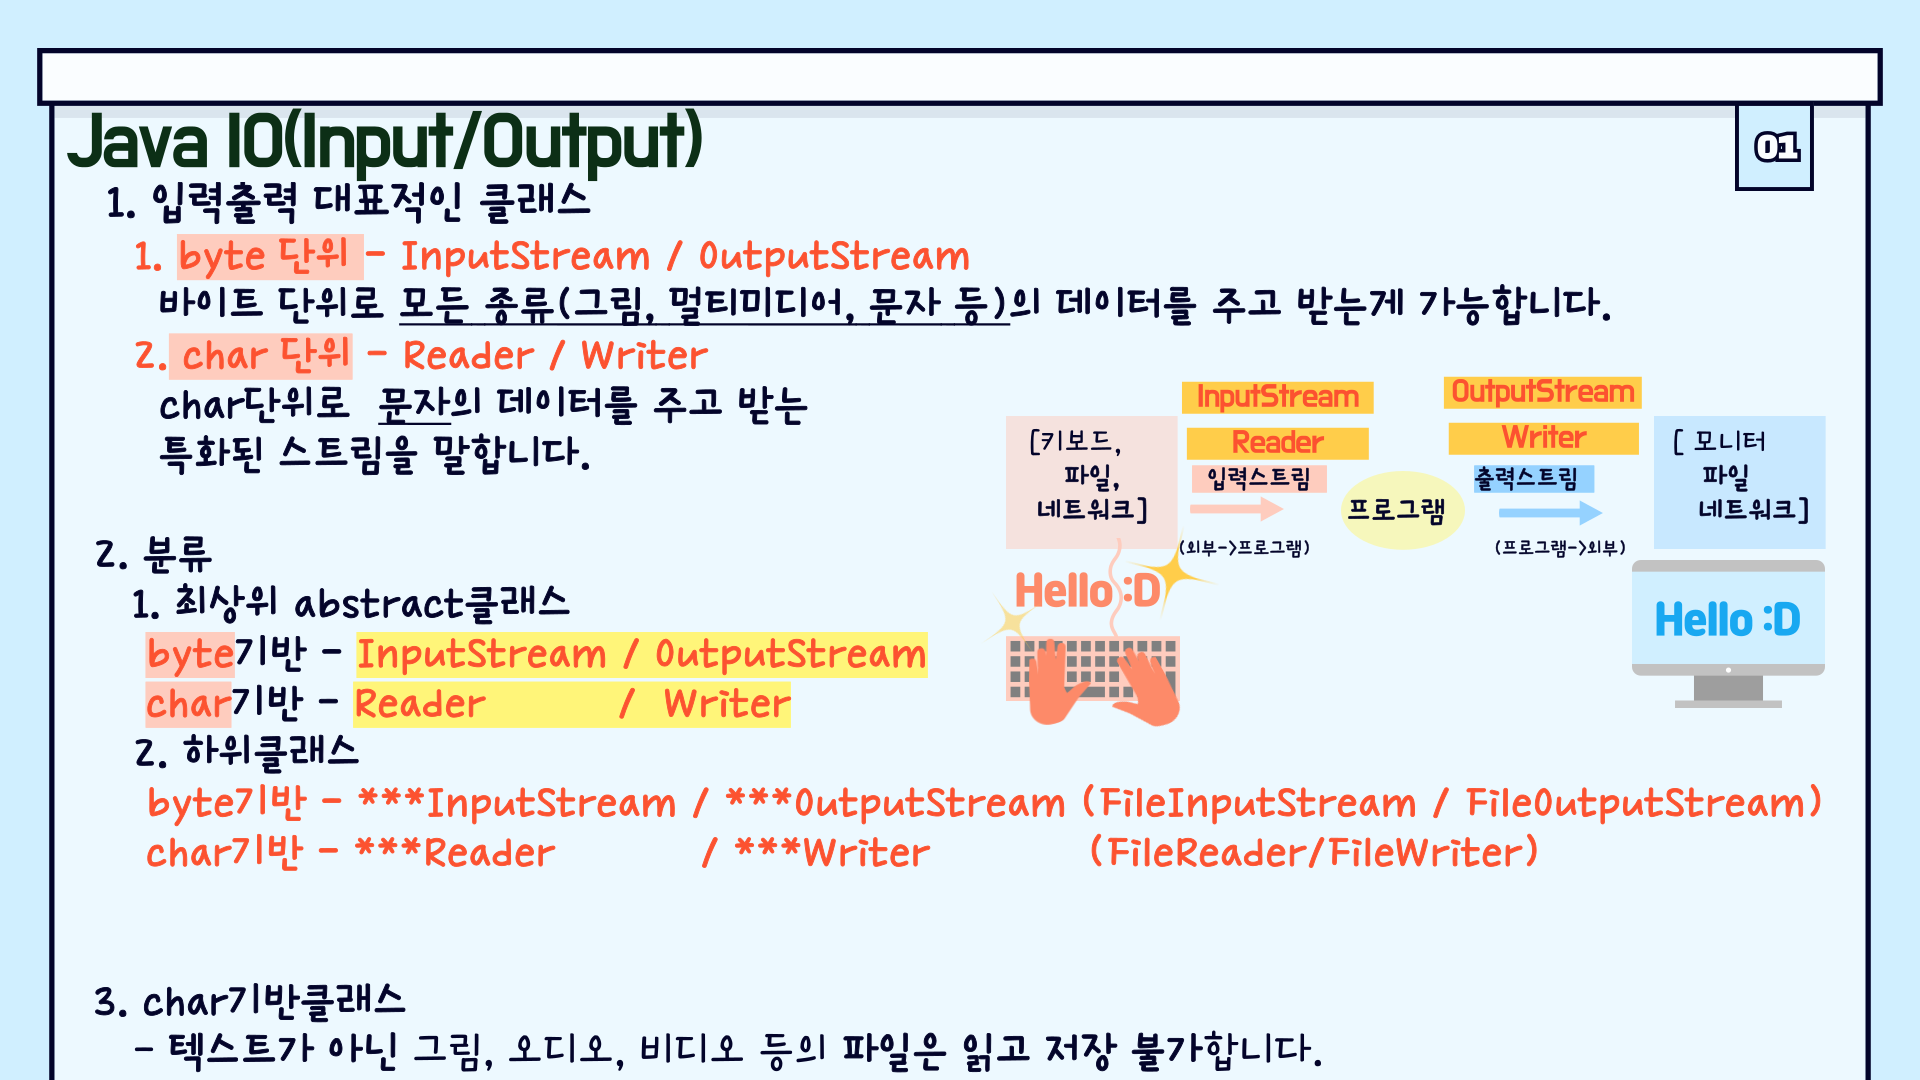 Java IO(Input/Output)
01
1. 입력출력 대표적인 클래스
1. byte 단위 - InputStream / OutputStream
바이트 단위로 모든 종류(그림, 멀티미디어, 문자 등)의 데이터를 주고 받는게 가능합니다.
2. char 단위 - Reader / Writer
char단위로 문자의 데이터를 주고 받는
특화된 스트림을 말합니다.
[키보드,
파일,
네트워크]
InputStream
Reader
입력스트림
(외부->프로그램)
프로그램
OutputStream
Writer
출력스트림
(프로그램->외부)
[ 모니터
파일
네트워크]
Hello :D
Hello :D
2. 분류
1. 최상위 abstract클래스
byte기반 - InputStream / OutputStream
char기반 - Reader / Writer
2. 하위클래스
byte기반 - ***InputStream / ***OutputStream (FileInputStream / FileOutputStream)
char기반 - ***Reader / ***Writer (FileReader/FileWriter)
3. char기반클래스
- 텍스트가 아닌 그림, 오디오, 비디오 등의 파일은 읽고 저장 불가합니다.